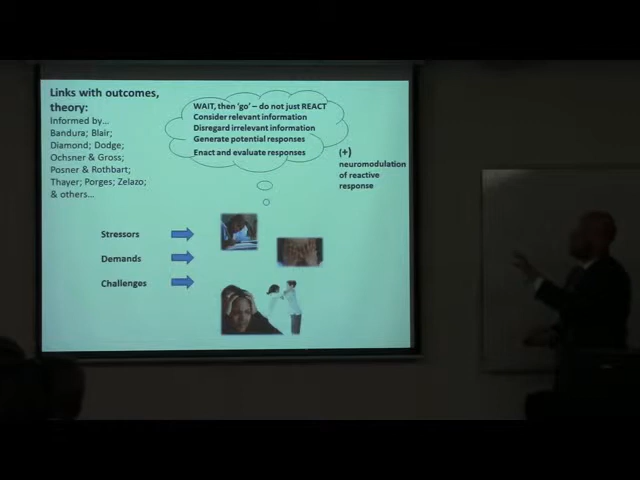 Links with outcomes,
theory:
Informed by…
Bandura; Blair;
Diamond; Dodge;
Ochsner & Gross;
Posner & Rothbart;
Thayer; Porges; Zelazo;
& others…
WAIT, then ‘go’ – do not just REACT
Consider relevant information
Disregard irrelevant information
Generate potential responses
Enact and evaluate responses
(+)
neuromodulation
of reactive
response
Stressors
Demands
Challenges